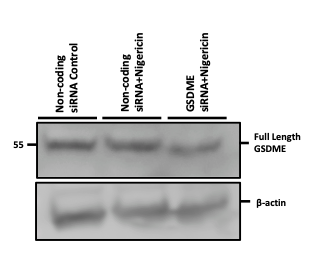 Non-coding
siRNA Control
Non-coding
siRNA+Nigericin
GSDME
siRNA+Nigericin
55
Full Length
GSDME
β-actin